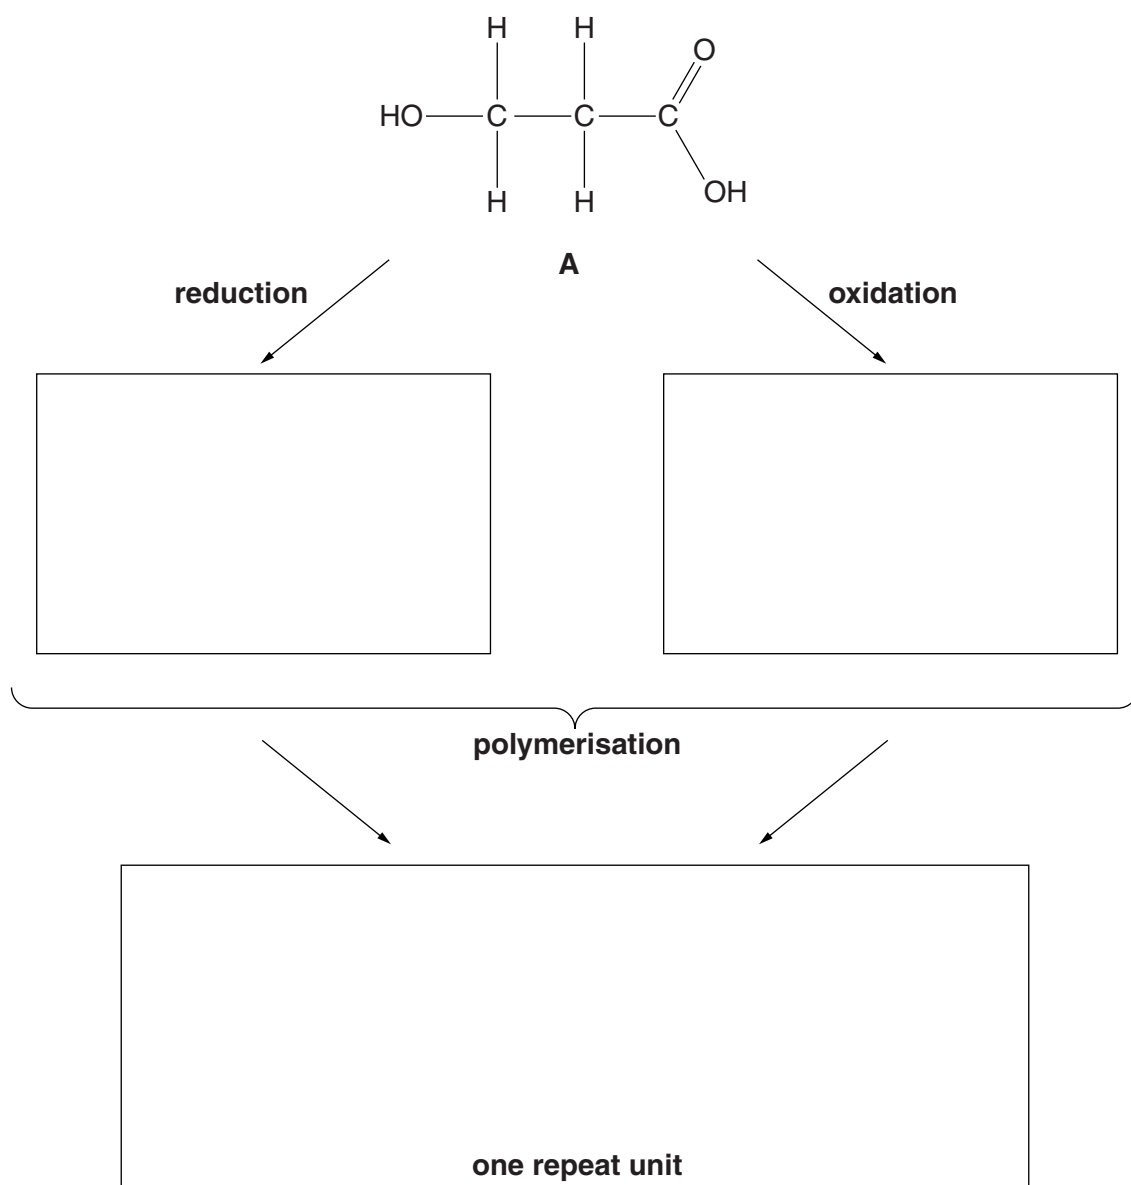 H H
O
HO C C C
H H
OH
A
reduction oxidation
polymerisation
one repeat unit